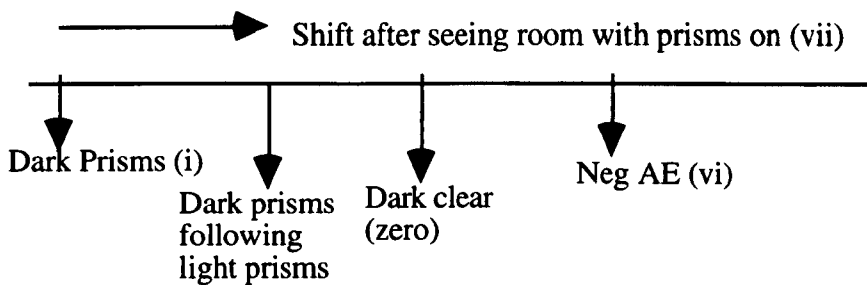 Shift after seeing room with prisms on (vii)
Dark Prisms (i)
Dark prisms
following
light prisms
Dark clear
(zero)
Neg AE (vi)